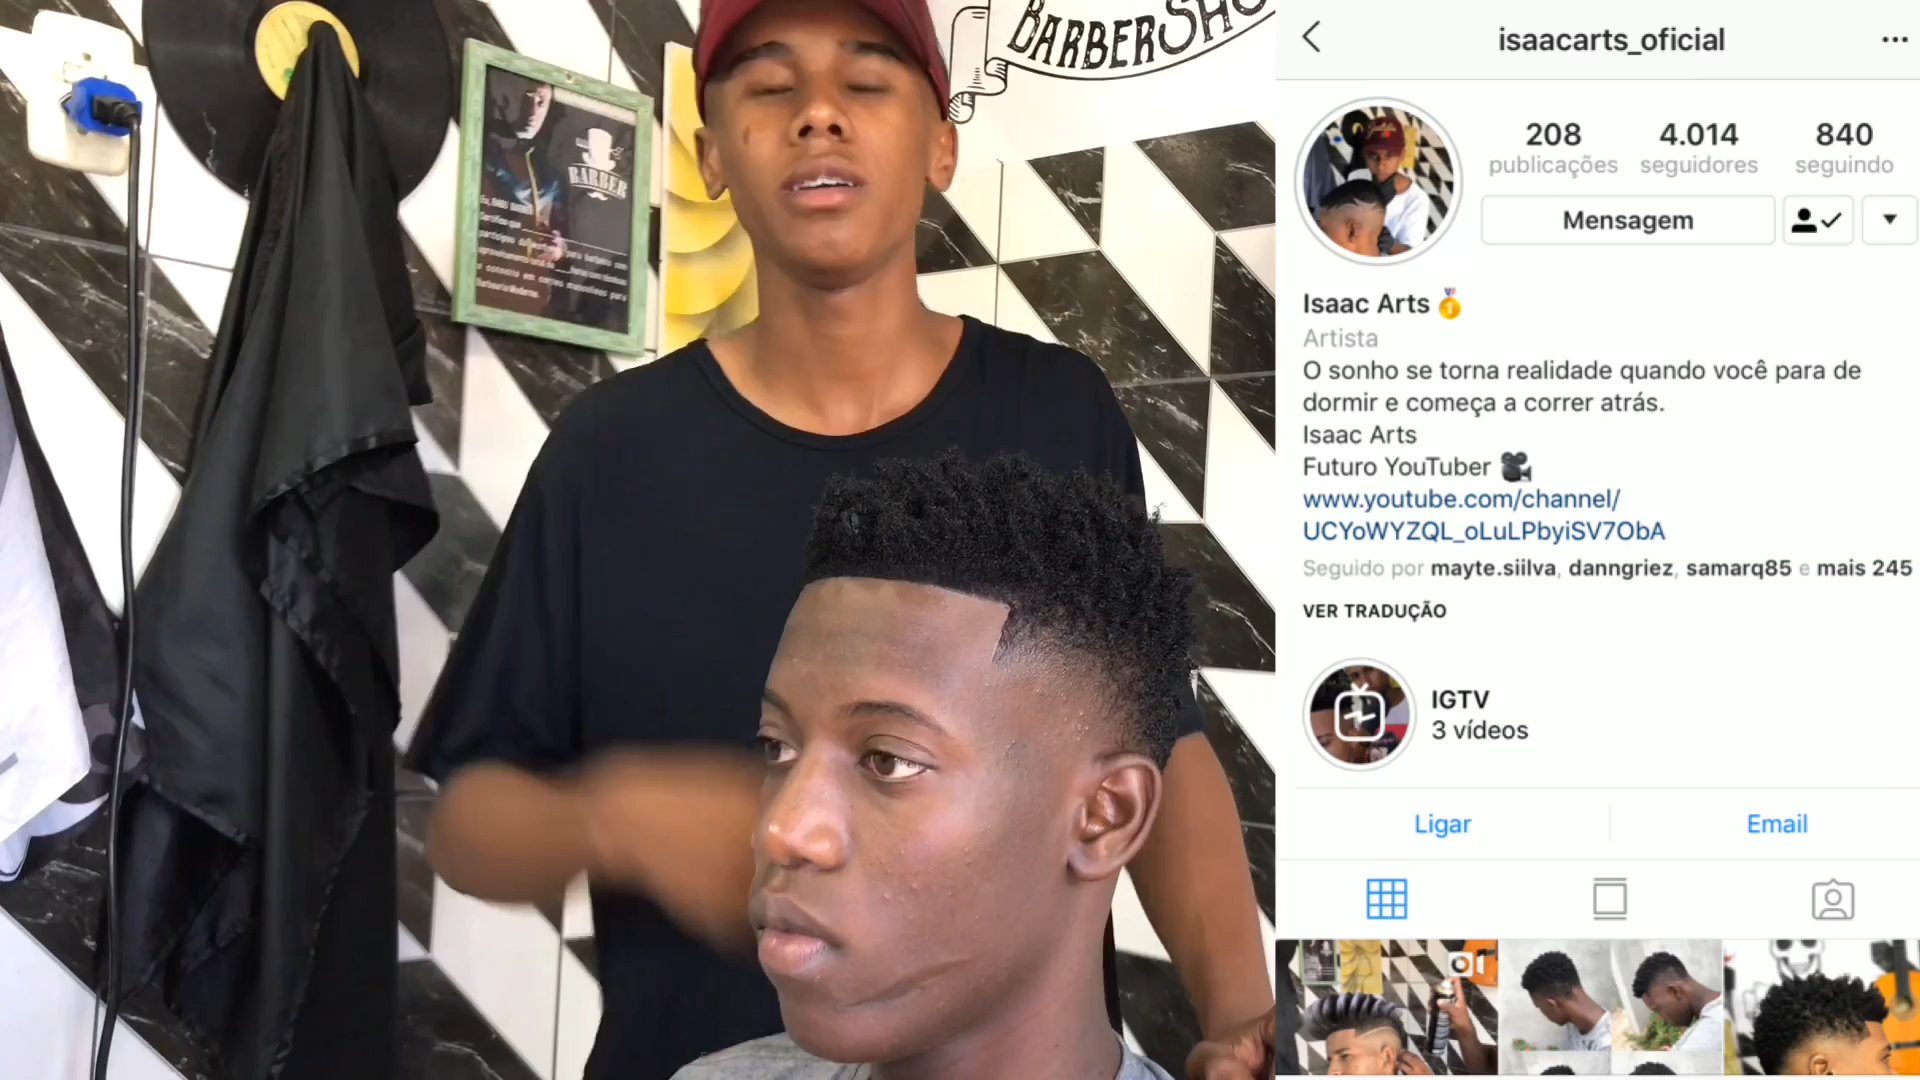 BARBERSHO
BARBER
isaacarts_oficial
208
4.014
840
publicações
seguidores
seguindo
Mensagem
Isaac Arts
Artista
O sonho se torna realidade quando você para de
dormir e começa a correr atrás.
Isaac Arts
Futuro YouTuber
www.youtube.com/channel/
UCYoWYZQL_oLuLPbyiSV7ObA
Seguido por mayte.siilva, danngriez, samarq85 e mais 245
VER TRADUÇÃO
IGTV
3 vídeos
Ligar
Email